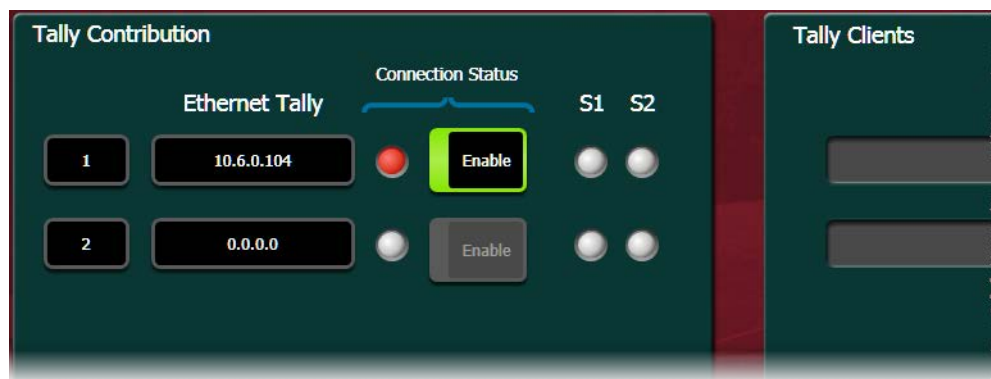 Tally Contribution
Tally Clients
Connection Status
Ethernet Tally
S1 S2
1 10.6.0.104 Enable
2 0.0.0.0 Enable